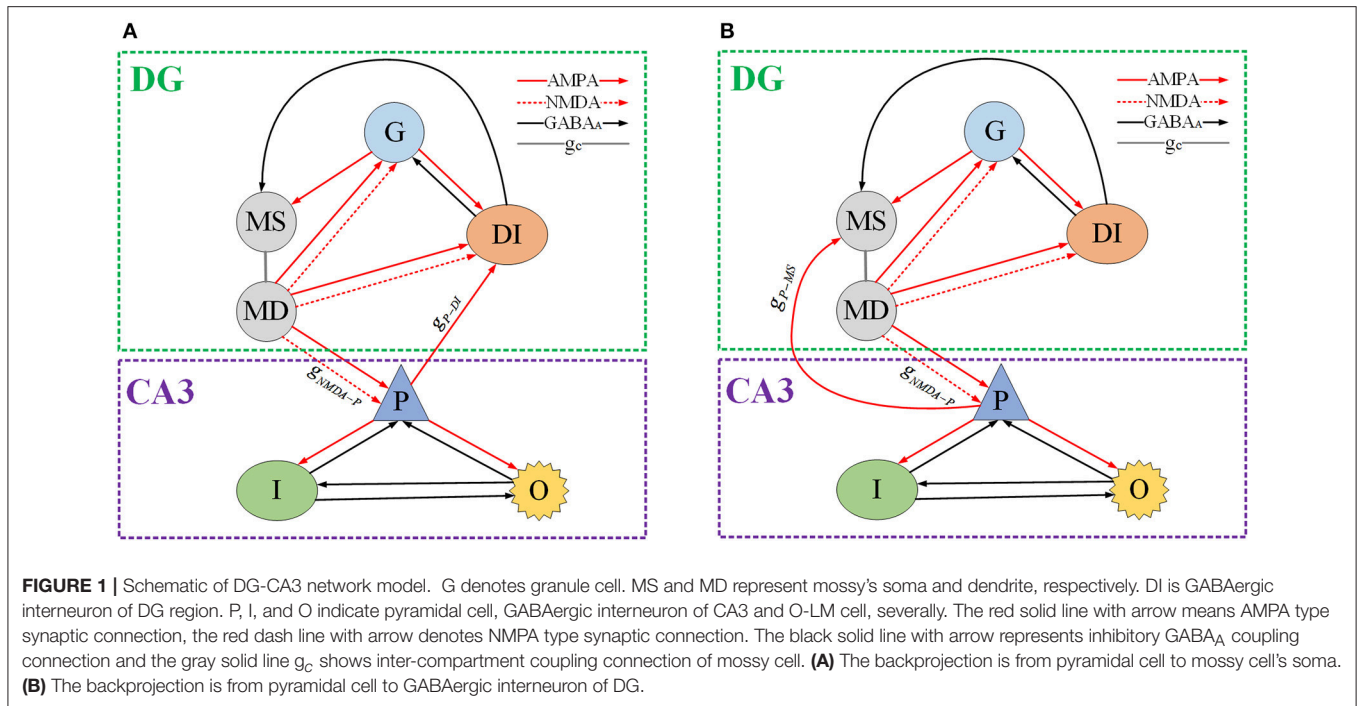 A
DG
AMPA
NMDA
GABAA
gc
G
MS
DI
MD
gP-DI
gNMDA-P
CA3
P
I
O
B
DG
AMPA
NMDA
GABAA
gc
G
MS
DI
gP-MS
MD
gNMDA-P
CA3
P
I
O
FIGURE 1 | Schematic of DG-CA3 network model. G denotes granule cell. MS and MD represent mossy's soma and dendrite, respectively. DI is GABAergic
interneuron of DG region. P, I, and O indicate pyramidal cell, GABAergic interneuron of CA3 and O-LM cell, severally. The red solid line with arrow means AMPA type
synaptic connection, the red dash line with arrow denotes NMPA type synaptic connection. The black solid line with arrow represents inhibitory GABAA coupling
connection and the gray solid line gc shows inter-compartment coupling connection of mossy cell. (A) The backprojection is from pyramidal cell to mossy cell's soma.
(B) The backprojection is from pyramidal cell to GABAergic interneuron of DG.